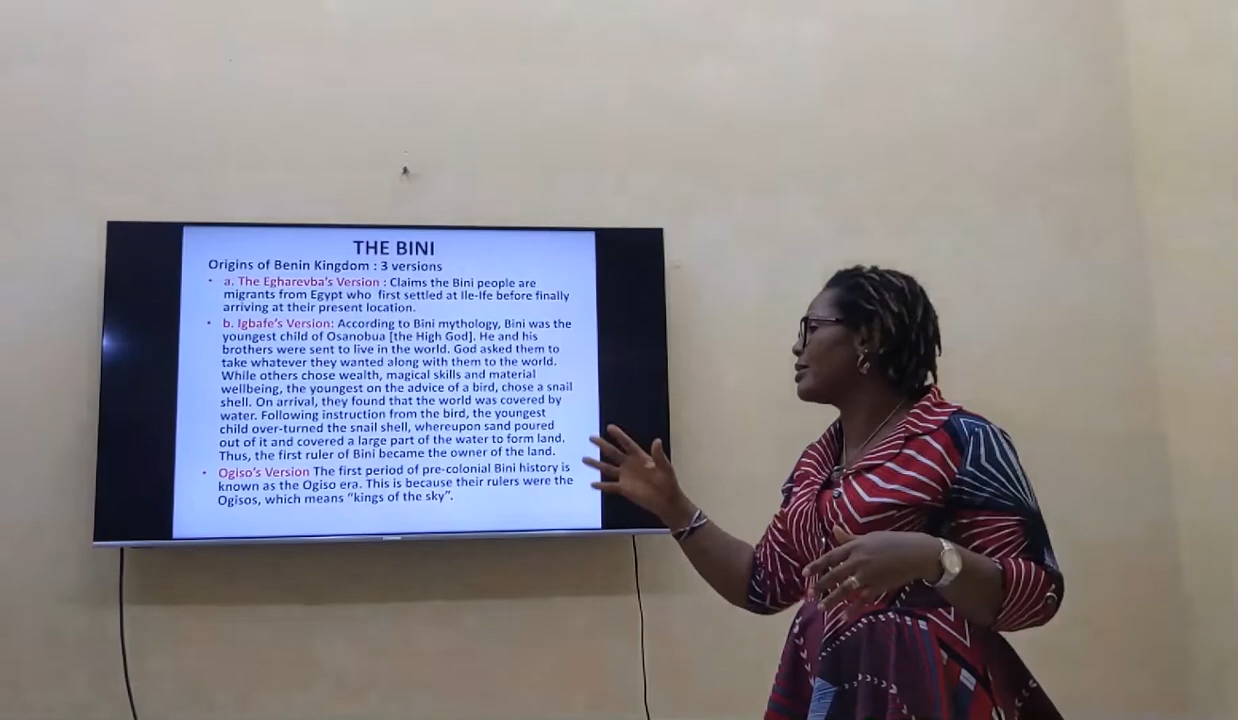 THE BINI
Origins of Benin Kingdom : 3 versions
• a. The Egharevba's Version : Claims the Bini people are
migrants from Egypt who first settled at Ile-Ife before finally
arriving at their present location.
• b. Igbafe's Version: According to Bini mythology, Bini was the
youngest child of Osanobua [the High God]. He and his
brothers were sent to live in the world. God asked them to
take whatever they wanted along with them to the world.
While others chose wealth, magical skills and material
wellbeing, the youngest on the advice of a bird, chose a snail
shell. On arrival, they found that the world was covered by
water. Following instruction from the bird, the youngest
child over-turned the snail shell, whereupon sand poured
out of it and covered a large part of the water to form land.
Thus, the first ruler of Bini became the owner of the land.
• Ogiso's Version The first period of pre-colonial Bini history is
known as the Ogiso era. This is because their rulers were the
Ogisos, which means "kings of the sky".